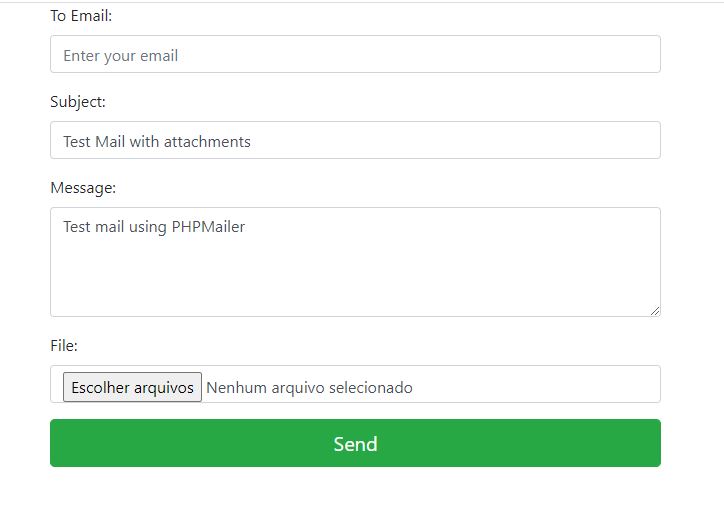 To Email:
Enter your email
Subject:
Test Mail with attachments
Message:
Test mail using PHPMailer
File:
Escolher arquivos Nenhum arquivo selecionado
Send